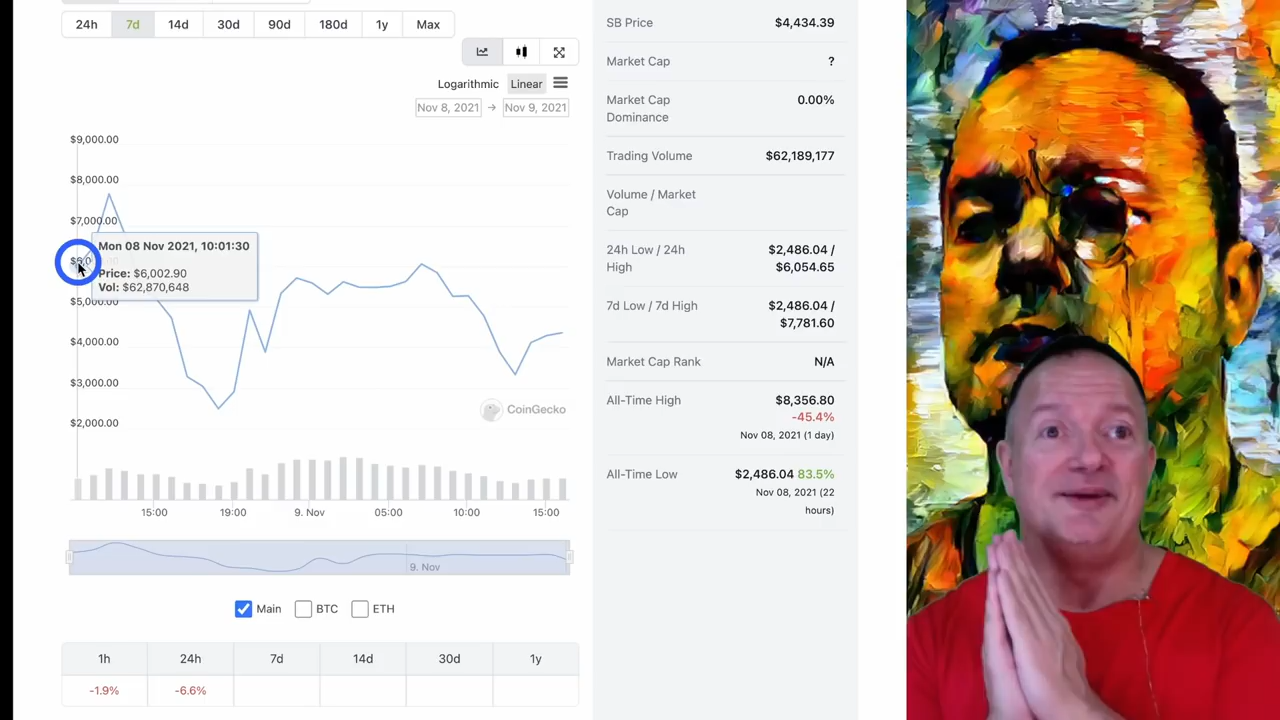 24h 7d 14d 30d 90d 180d 1y Max
Logarithmic Linear
Nov 8, 2021 → Nov 9, 2021
$9,000.00
$8,000.00
$7,000.00
Mon 08 Nov 2021, 10:01:30
Price: $6,002.90
Vol: $62,870,648
$5,000.00
$4,000.00
$3,000.00
$2,000.00
CoinGecko
15:00 19:00 9. Nov 05:00 10:00 15:00
9. Nov
Main BTC ETH
1h 24h 7d 14d 30d 1y
-1.9% -6.6%
SB Price $4,434.39
Market Cap ?
Market Cap
Dominance
0.00%
Trading Volume $62,189,177
Volume / Market
Cap
24h Low / 24h
High
$2,486.04 /
$6,054.65
7d Low / 7d High
$2,486.04 /
$7,781.60
Market Cap Rank N/A
All-Time High $8,356.80
-45.4%
Nov 08, 2021 (1 day)
All-Time Low $2,486.04 83.5%
Nov 08, 2021 (22
hours)